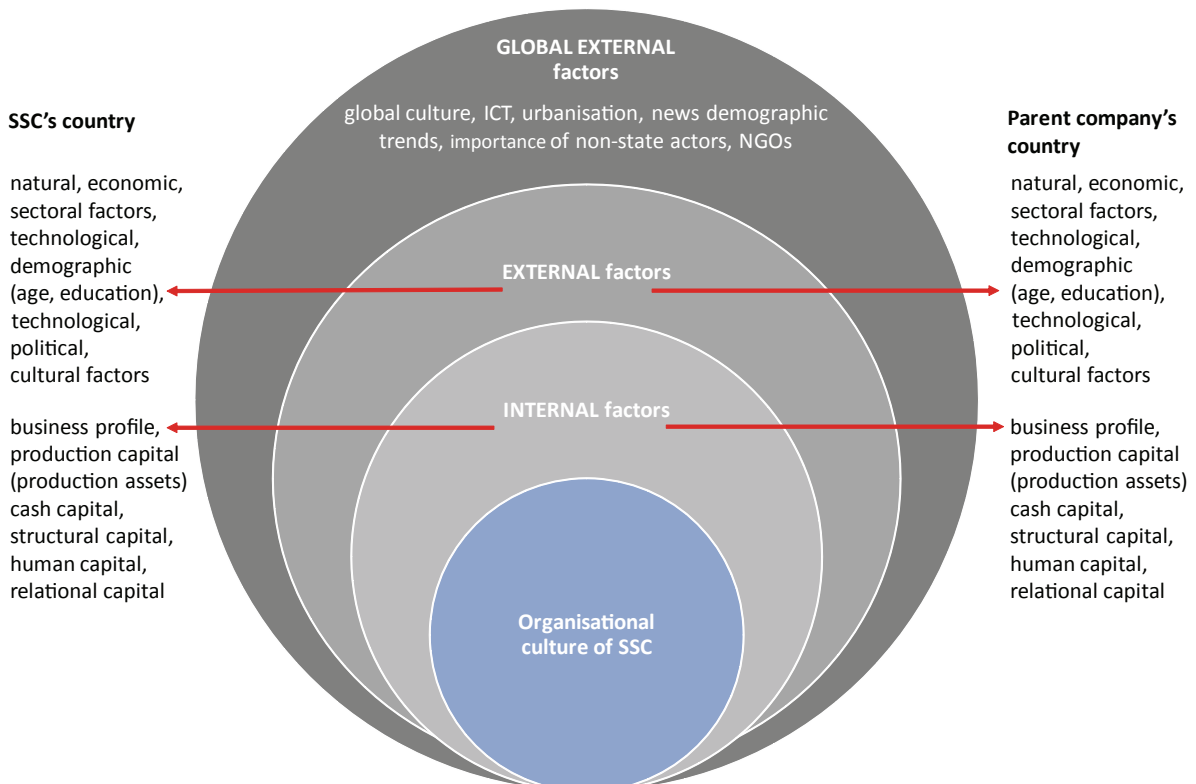 GLOBAL EXTERNAL
factors
global culture, ICT, urbanisation, news demographic
trends, importance of non-state actors, NGOs
SSC's country
natural, economic,
sectoral factors,
technological,
demographic
(age, education),
technological,
political,
cultural factors
business profile,
production capital
(production assets)
cash capital,
structural capital,
human capital,
relational capital
EXTERNAL factors
INTERNAL factors
Organisational
culture of SSC
Parent company's
country
natural, economic,
sectoral factors,
technological,
demographic
(age, education),
technological,
political,
cultural factors
business profile,
production capital
(production assets)
cash capital,
structural capital,
human capital,
relational capital